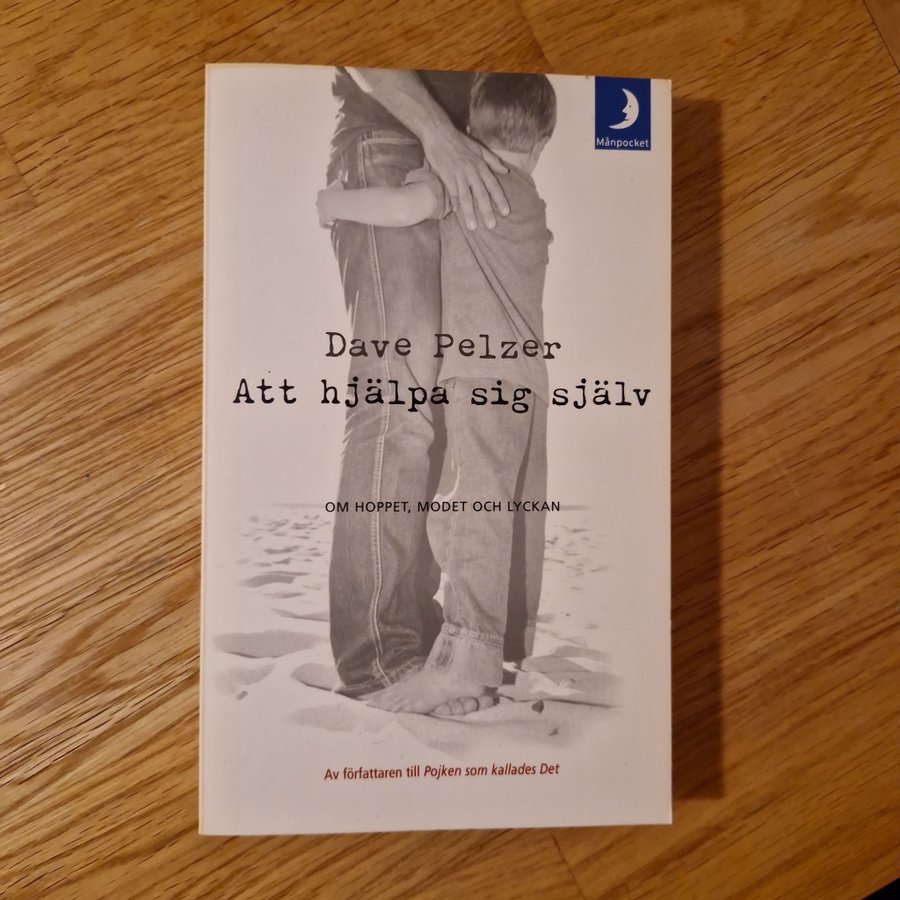 Månpocket
Dave Pelzer
Att hjälpa sig själv
OM HOPPET, MODET OCH LYCKAN
Av författaren till Pojken som kallades Det